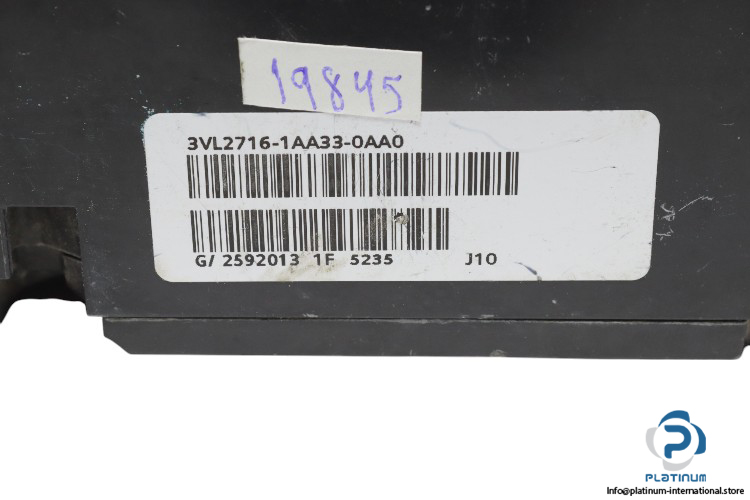 19845
3VL2716-1AA33-0AA0
G/ 2592013 1F 5235 J10
PLATINUM
Info@platinum-international.store